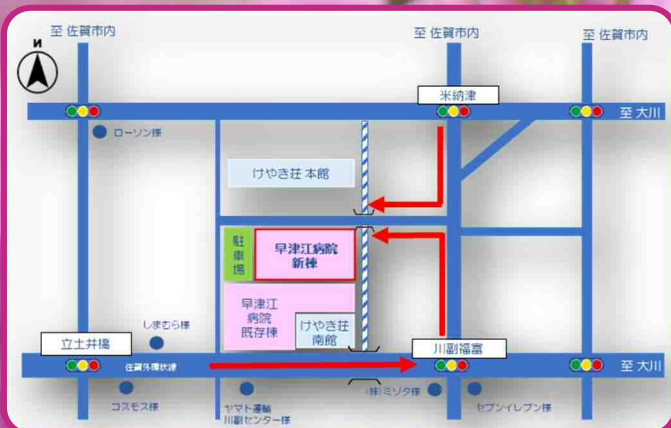 至 佐賀市内
至 佐賀市内
至 佐賀市内
N
米納津
至 大川
ローソン様
けやき荘 本館
駐車場
早津江病院
新棟
早津江
病院
既存棟
けやき荘
南館
しまむら様
立土井橋
佐賀外環状線
川副福富
至 大川
コスモス様
ヤマト運輸
川副センター様
(株)ミゾタ様
セブンイレブン様